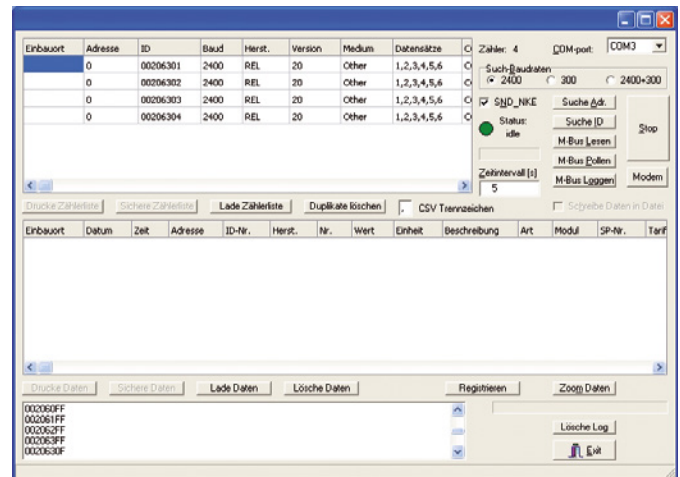 Einbauort Adresse ID Baud Herst. Version Medium Datensätze
0 00206301 2400 REL 20 Other 1,2,3,4,5,6
0 00206302 2400 REL 20 Other 1,2,3,4,5,6
0 00206303 2400 REL 20 Other 1,2,3,4,5,6
0 00206304 2400 REL 20 Other 1,2,3,4,5,6
Zähler: 4 COM-port: COM3
Such-Baudraten
2400 300 2400+300
SND_NKE Suche Adr.
Status: idle Suche ID Stop
M-Bus Lesen
M-Bus Pollen
Zeitintervall [s] M-Bus Loggen Modem
5
Drucke Zählerliste Sichere Zählerliste Lade Zählerliste Duplikate löschen , CSV Trennzeichen Schreibe Daten in Datei
Einbauort Datum Zeit Adresse ID-Nr. Herst. Nr. Wert Einheit Beschreibung Art Modul SP-Nr. Tarif
Drucke Daten Sichere Daten Lade Daten Lösche Daten Registrieren Zoom Daten
002060FF
002061FF
002062FF
002063FF
0020630F
Lösche Log
Exit